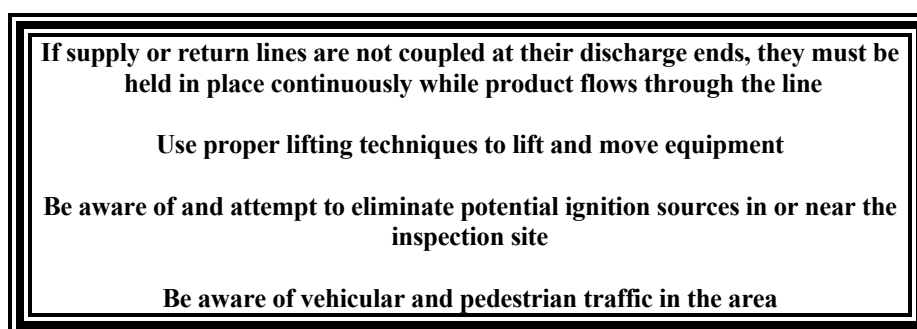 If supply or return lines are not coupled at their discharge ends, they must be
held in place continuously while product flows through the line
Use proper lifting techniques to lift and move equipment
Be aware of and attempt to eliminate potential ignition sources in or near the
inspection site
Be aware of vehicular and pedestrian traffic in the area